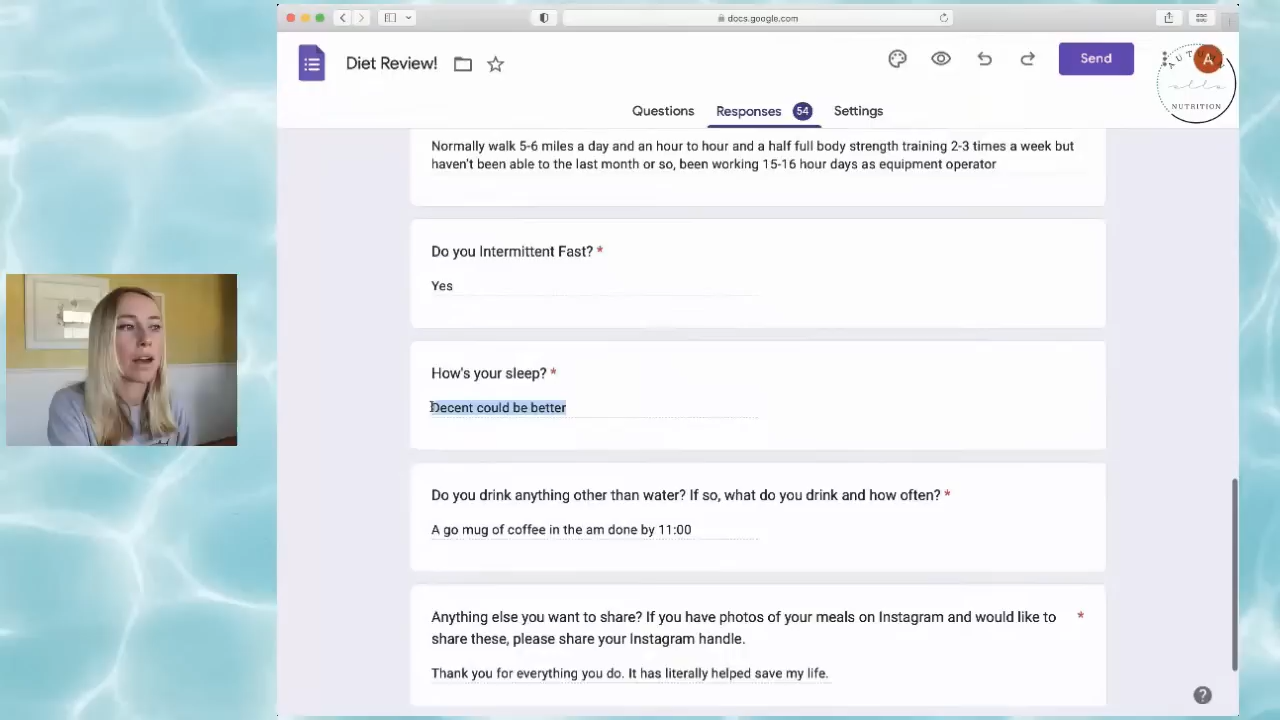 docs.google.com
Diet Review!
Send
A
AUTUMN
elle
NUTRITION
Questions
Responses 54
Settings
Normally walk 5-6 miles a day and an hour to hour and a half full body strength training 2-3 times a week but
haven't been able to the last month or so, been working 15-16 hour days as equipment operator
Do you Intermittent Fast? *
Yes
How's your sleep? *
Decent could be better
Do you drink anything other than water? If so, what do you drink and how often? *
A go mug of coffee in the am done by 11:00
Anything else you want to share? If you have photos of your meals on Instagram and would like to *
share these, please share your Instagram handle.
Thank you for everything you do. It has literally helped save my life.